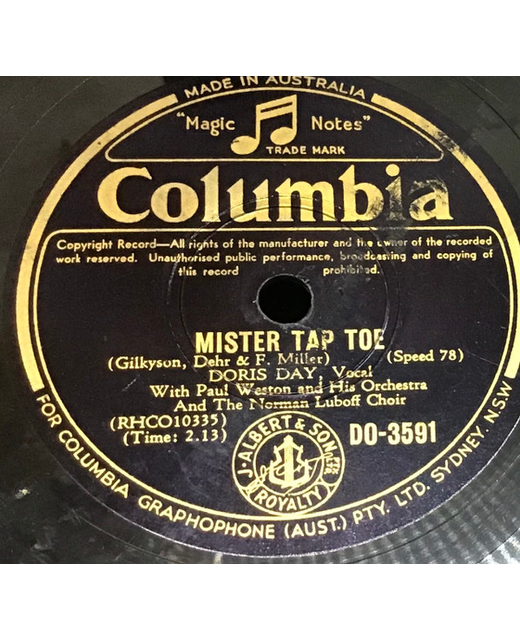 MADE IN AUSTRALIA
"Magic Notes"
TRADE MARK
Columbia
Copyright Record—All rights of the manufacturer and the owner of the recorded
work reserved. Unauthorised public performance, broadcasting and copying of
this record prohibited.
MISTER TAP TOE
(Gilkyson, Dehr & F. Miller) (Speed 78)
DORIS DAY, Vocal
With Paul Weston and His Orchestra
And The Norman Luboff Choir
(RHCO10335)
(Time: 2.13)
DO-3591
J. ALBERT & SON PTY LTD
ROYALTY
FOR COLUMBIA GRAPHOPHONE (AUST.) PTY. LTD. SYDNEY. N.S.W